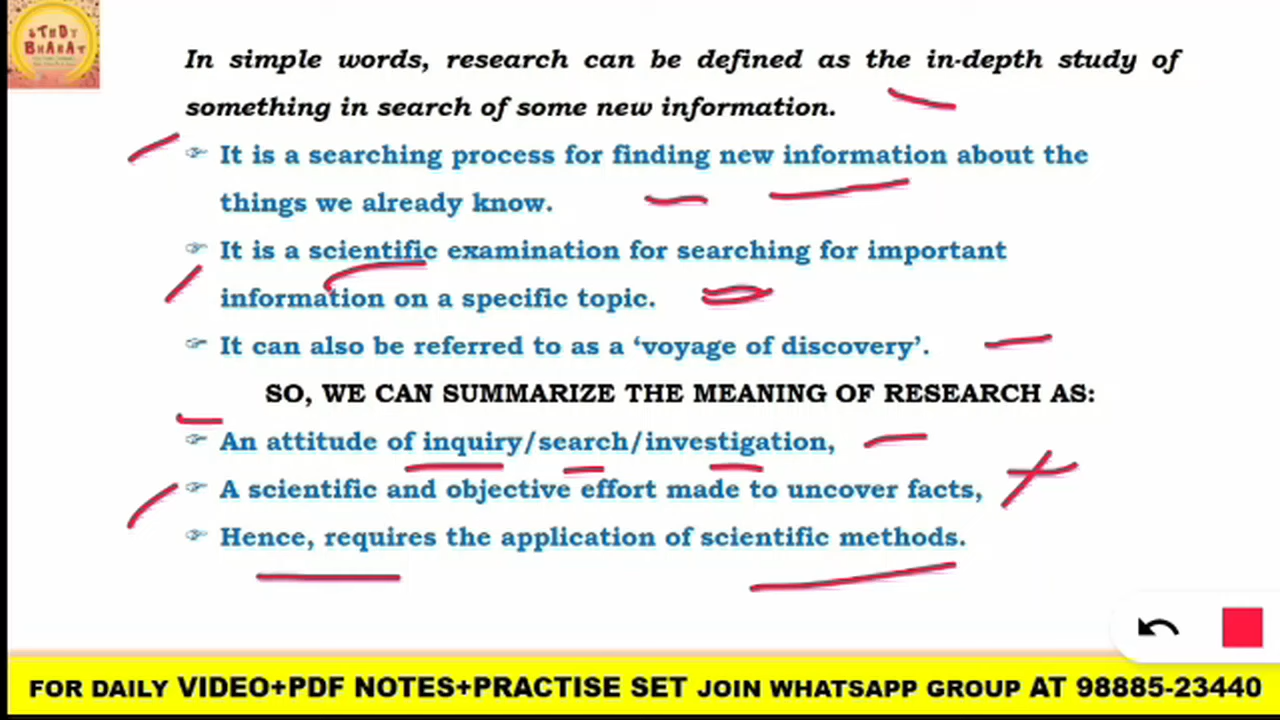 STUDY
BHARAT
In simple words, research can be defined as the in-depth study of
something in search of some new information.
It is a searching process for finding new information about the
things we already know.
It is a scientific examination for searching for important
information on a specific topic.
It can also be referred to as a ‘voyage of discovery’.
SO, WE CAN SUMMARIZE THE MEANING OF RESEARCH AS:
An attitude of inquiry/search/investigation,
A scientific and objective effort made to uncover facts,
Hence, requires the application of scientific methods.
FOR DAILY VIDEO+PDF NOTES+PRACTISE SET JOIN WHATSAPP GROUP AT 98885-23440